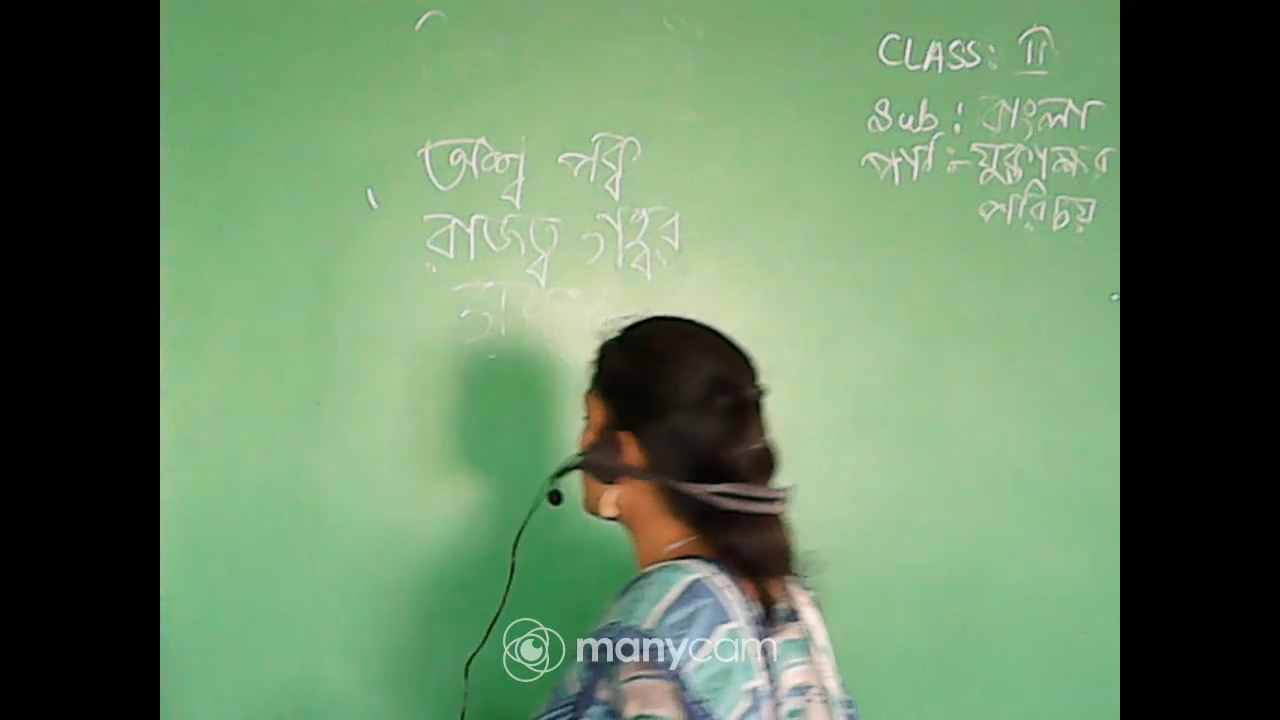 CLASS: II
Sub: বাংলা
পাঠ :- যুক্তাক্ষর
পরিচয়
অশ্ব পক্ব
রাজত্ব গহ্বর
manycam